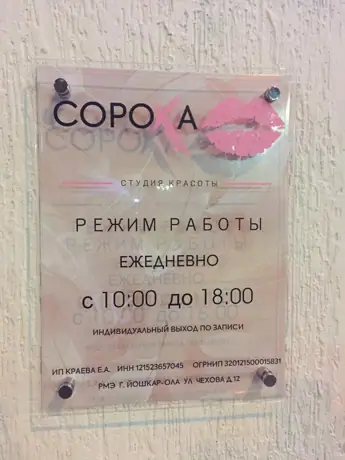 СОРОКА
СТУДИЯ КРАСОТЫ
РЕЖИМ РАБОТЫ
ЕЖЕДНЕВНО
с 10:00 до 18:00
ИНДИВИДУАЛЬНЫЙ ВЫХОД ПО ЗАПИСИ
ИП КРАЕВА Е.А. ИНН 121523657045 ОГРНИП 320121500015831
РМЭ Г. ЙОШКАР-ОЛА УЛ ЧЕХОВА Д.12